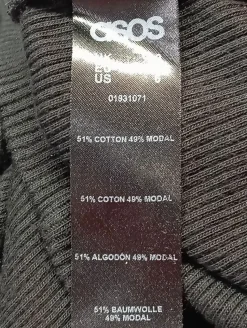 asos
US 6
01931071
51% COTTON 49% MODAL
51% COTON 49% MODAL
51% ALGODÓN 49% MODAL
51% BAUMWOLLE
49% MODAL